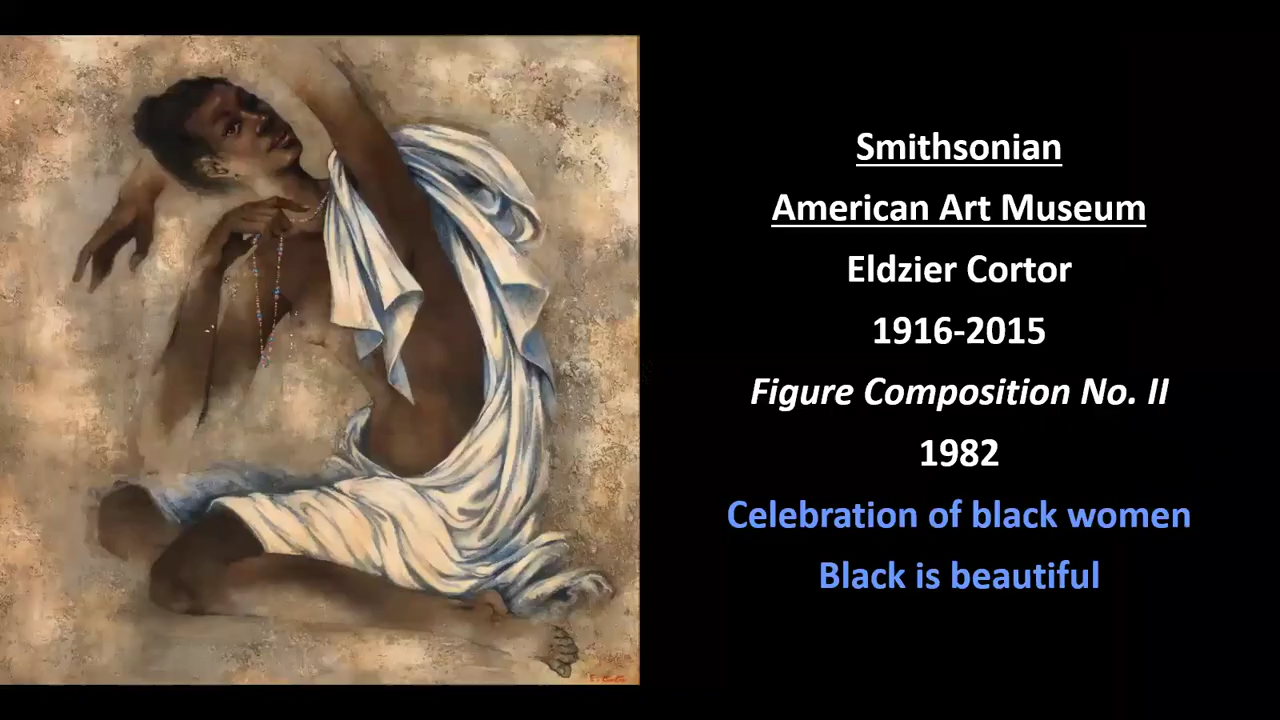 Smithsonian
American Art Museum
Eldzier Cortor
1916-2015
Figure Composition No. II
1982
Celebration of black women
Black is beautiful